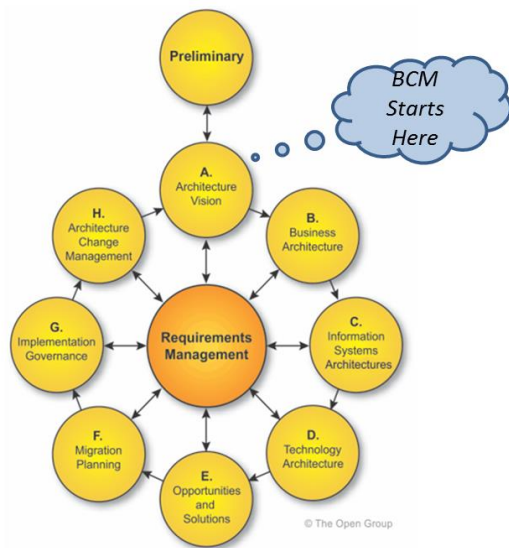 Preliminary
BCM
Starts
Here
A.
Architecture
Vision
B.
Business
Architecture
C.
Information
Systems
Architectures
D.
Technology
Architecture
E.
Opportunities
and
Solutions
F.
Migration
Planning
G.
Implementation
Governance
H.
Architecture
Change
Management
Requirements
Management
© The Open Group